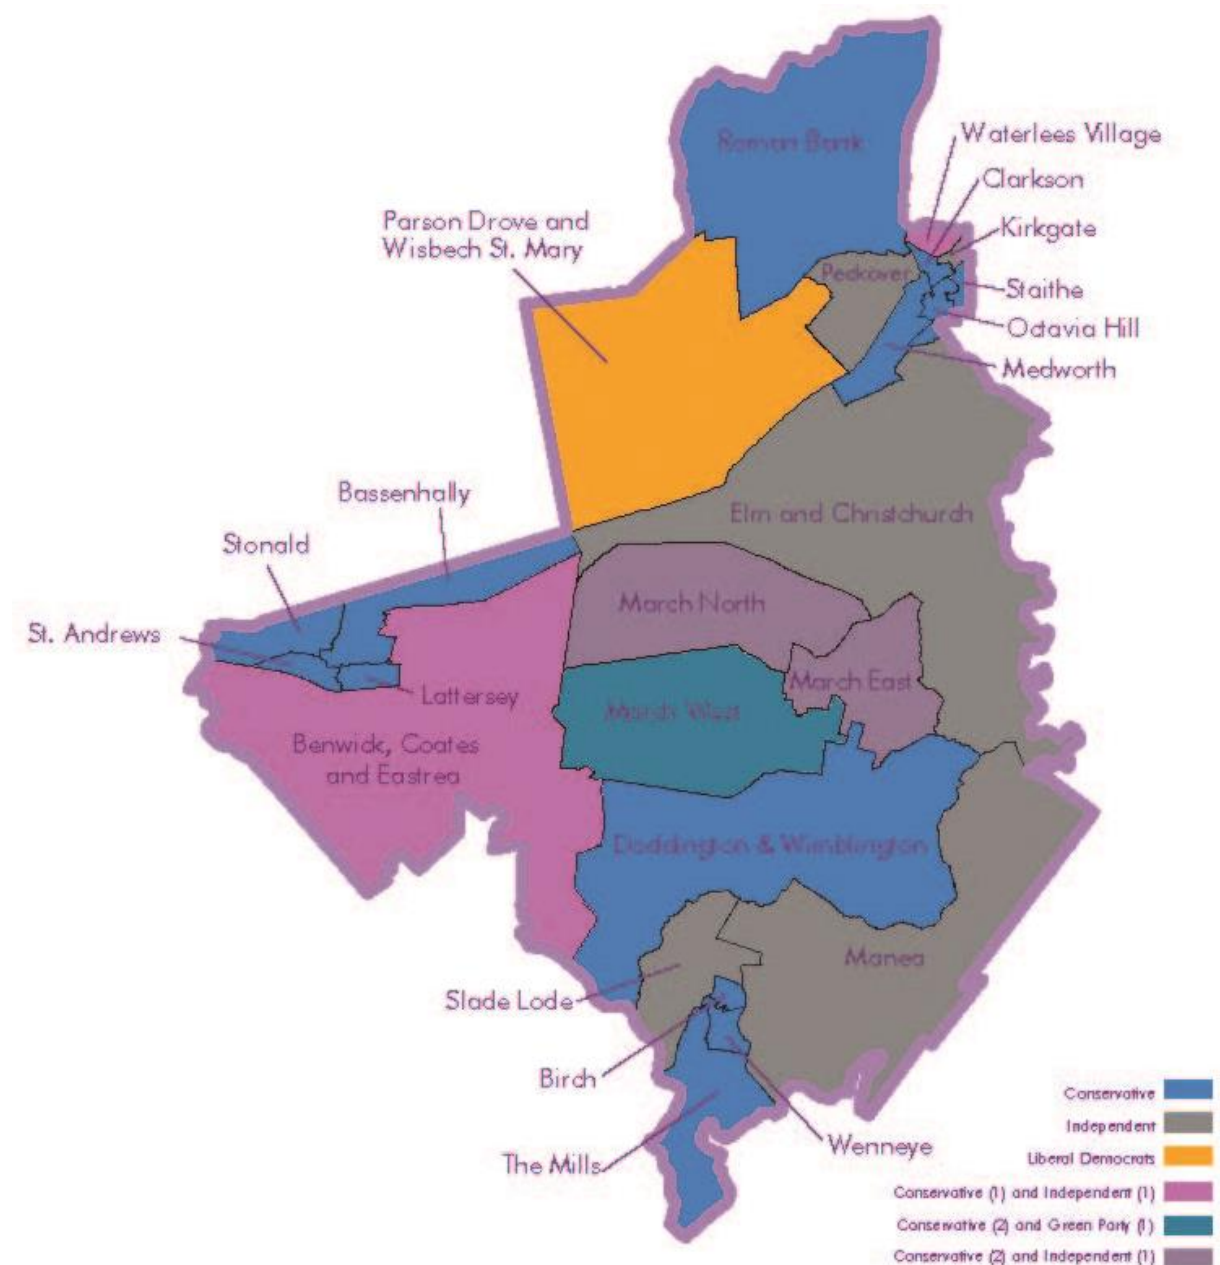 Roman Bank
Waterlees Village
Clarkson
Kirkgate
Parson Drove and
Wisbech St. Mary
Peckover
Staithe
Octavia Hill
Medworth
Bassenhally
Elm and Christchurch
Stonald
March North
St. Andrews
March East
Lattersey
March West
Benwick, Coates
and Eastrea
Doddington & Wimblington
Manea
Slade Lode
Birch
Wenneye
The Mills
Conservative
Independent
Liberal Democrats
Conservative (1) and Independent (1)
Conservative (2) and Green Party (1)
Conservative (2) and Independent (1)